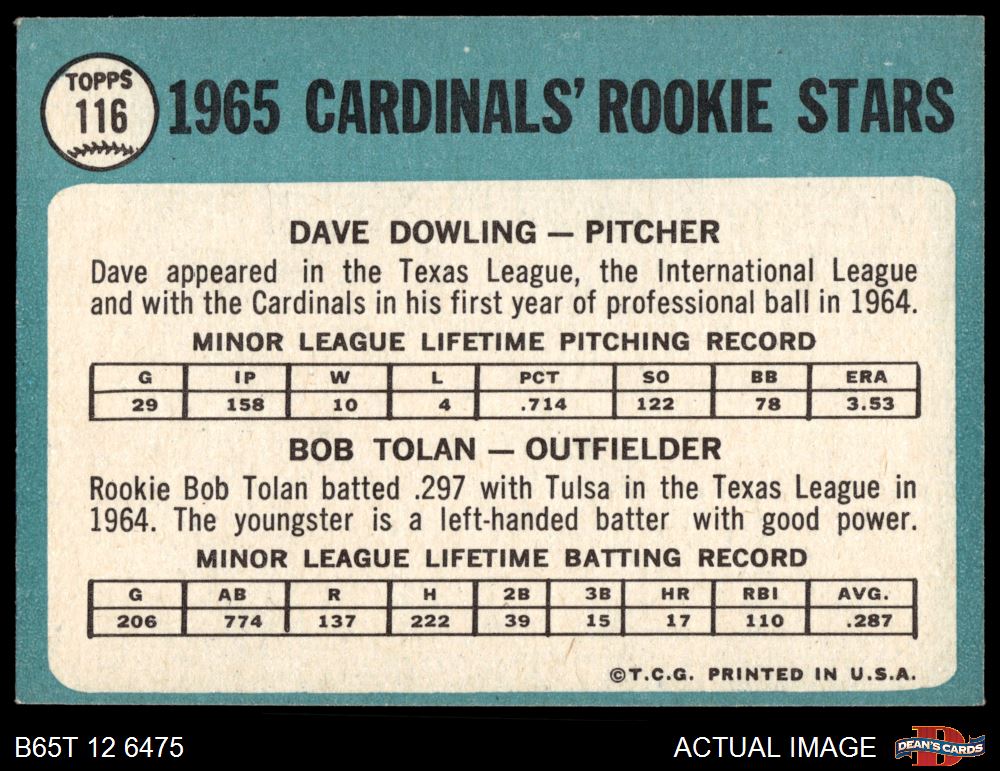 TOPPS
116
1965 CARDINALS' ROOKIE STARS
DAVE DOWLING — PITCHER
Dave appeared in the Texas League, the International League
and with the Cardinals in his first year of professional ball in 1964.
MINOR LEAGUE LIFETIME PITCHING RECORD
G IP W L PCT SO BB ERA
29 158 10 4 .714 122 78 3.53
BOB TOLAN — OUTFIELDER
Rookie Bob Tolan batted .297 with Tulsa in the Texas League in
1964. The youngster is a left-handed batter with good power.
MINOR LEAGUE LIFETIME BATTING RECORD
G AB R H 2B 3B HR RBI AVG.
206 774 137 222 39 15 17 110 .287
©T.C.G. PRINTED IN U.S.A.
B65T 12 6475
ACTUAL IMAGE
D
DEAN'S CARDS